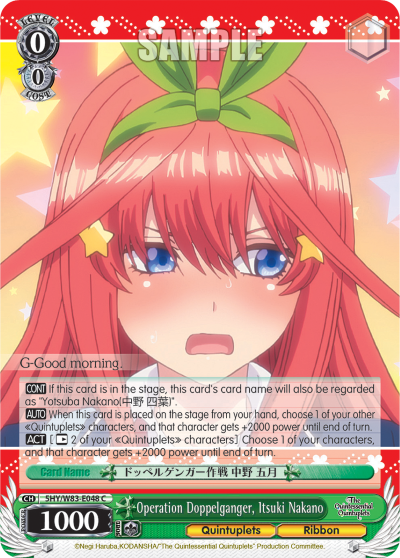 SAMPLE
LEVEL
0
0
COST
G-Good morning.
CONT If this card is in the stage, this card's card name will also be regarded
as "Yotsuba Nakano(中野 四葉)".
AUTO When this card is placed on the stage from your hand, choose 1 of your other
«Quintuplets» characters, and that character gets +2000 power until end of turn.
ACT [ 2 of your «Quintuplets» characters] Choose 1 of your characters,
and that character gets +2000 power until end of turn.
Card Name ドッペルゲンガー作戦 中野 五月
CH 5HY/W83-E048 C
Operation Doppelganger, Itsuki Nakano
The Quintessential Quintuplets
POWER
1000
Quintuplets Ribbon
©Negi Haruba,KODANSHA/"The Quintessential Quintuplets" Production Committee